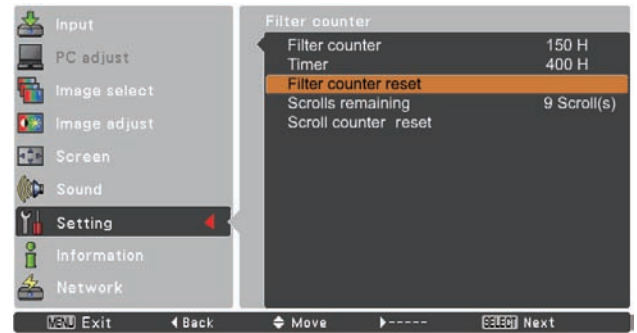 Input
PC adjust
Image select
Image adjust
Screen
Sound
Setting
Information
Network
Filter counter
Filter counter 150 H
Timer 400 H
Filter counter reset
Scrolls remaining 9 Scroll(s)
Scroll counter reset
MENU Exit Back Move ----- SELECT Next